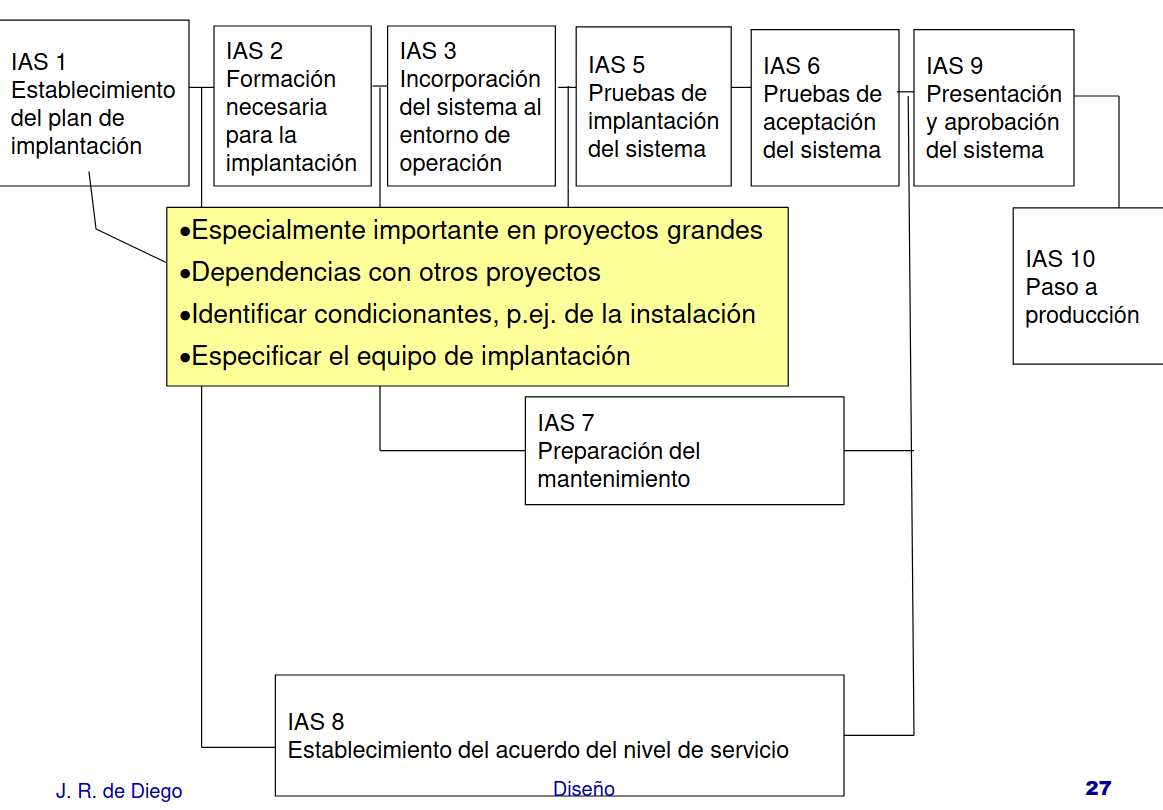 IAS 1
Establecimiento
del plan de
implantación
IAS 2
Formación
necesaria
para la
implantación
IAS 3
Incorporación
del sistema al
entorno de
operación
IAS 5
Pruebas de
implantación
del sistema
IAS 6
Pruebas de
aceptación
del sistema
IAS 9
Presentación
y aprobación
del sistema
•Especialmente importante en proyectos grandes
•Dependencias con otros proyectos
•Identificar condicionantes, p.ej. de la instalación
•Especificar el equipo de implantación
IAS 10
Paso a
producción
IAS 7
Preparación del
mantenimiento
IAS 8
Establecimiento del acuerdo del nivel de servicio
J. R. de Diego
Diseño
27